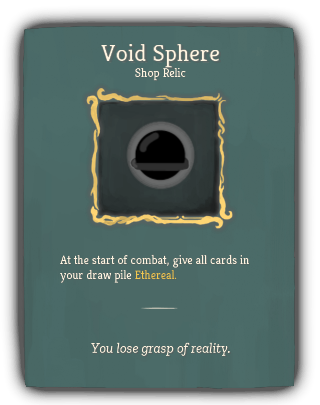 Void Sphere
Shop Relic
At the start of combat, give all cards in
your draw pile Ethereal.
You lose grasp of reality.